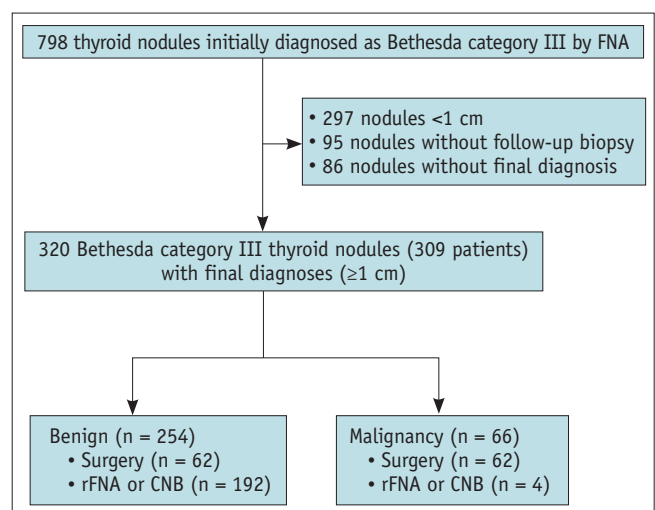 798 thyroid nodules initially diagnosed as Bethesda category III by FNA
• 297 nodules <1 cm
• 95 nodules without follow-up biopsy
• 86 nodules without final diagnosis
320 Bethesda category III thyroid nodules (309 patients)
with final diagnoses (≥1 cm)
Benign (n = 254)
• Surgery (n = 62)
• rFNA or CNB (n = 192)
Malignancy (n = 66)
• Surgery (n = 62)
• rFNA or CNB (n = 4)